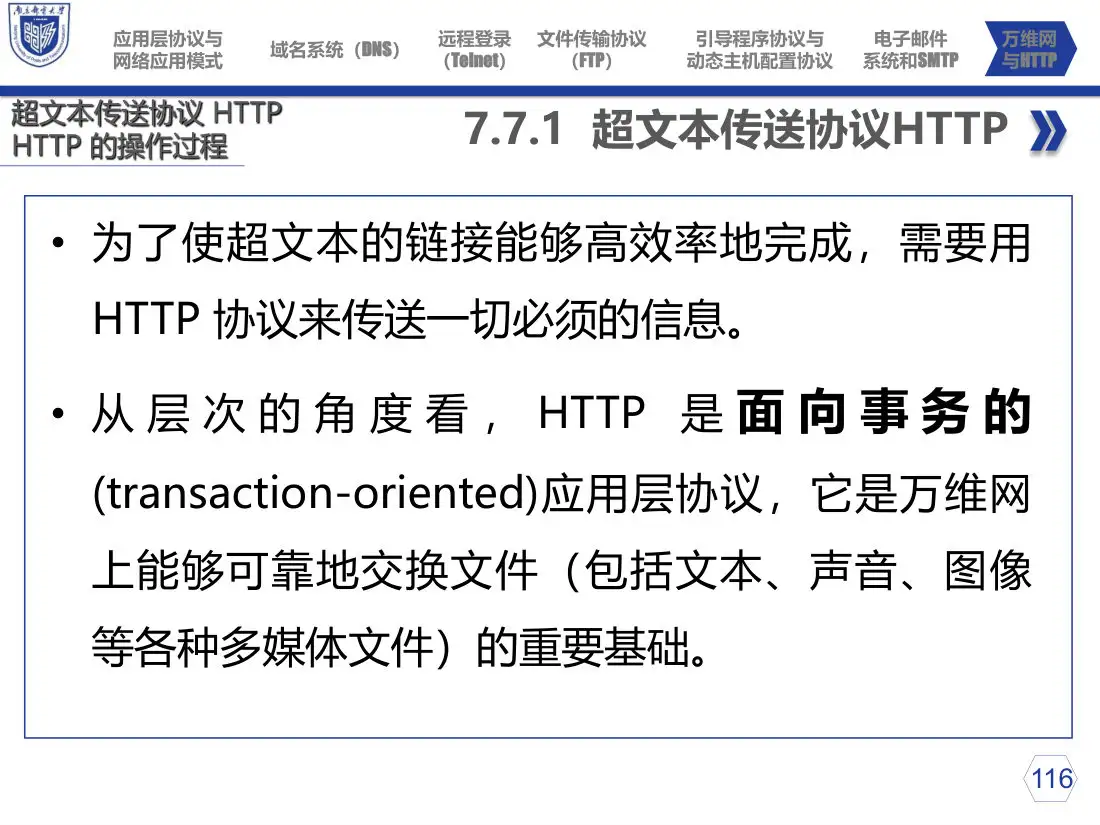 南京邮电大学
应用层协议与
网络应用模式
域名系统（DNS）
远程登录
（Telnet）
文件传输协议
（FTP）
引导程序协议与
动态主机配置协议
电子邮件
系统和SMTP
万维网
与HTTP
超文本传送协议 HTTP
HTTP 的操作过程
7.7.1 超文本传送协议HTTP
• 为了使超文本的链接能够高效率地完成，需要用
HTTP 协议来传送一切必须的信息。
• 从层次的角度看，HTTP 是面向事务的
(transaction-oriented)应用层协议，它是万维网
上能够可靠地交换文件（包括文本、声音、图像
等各种多媒体文件）的重要基础。
116